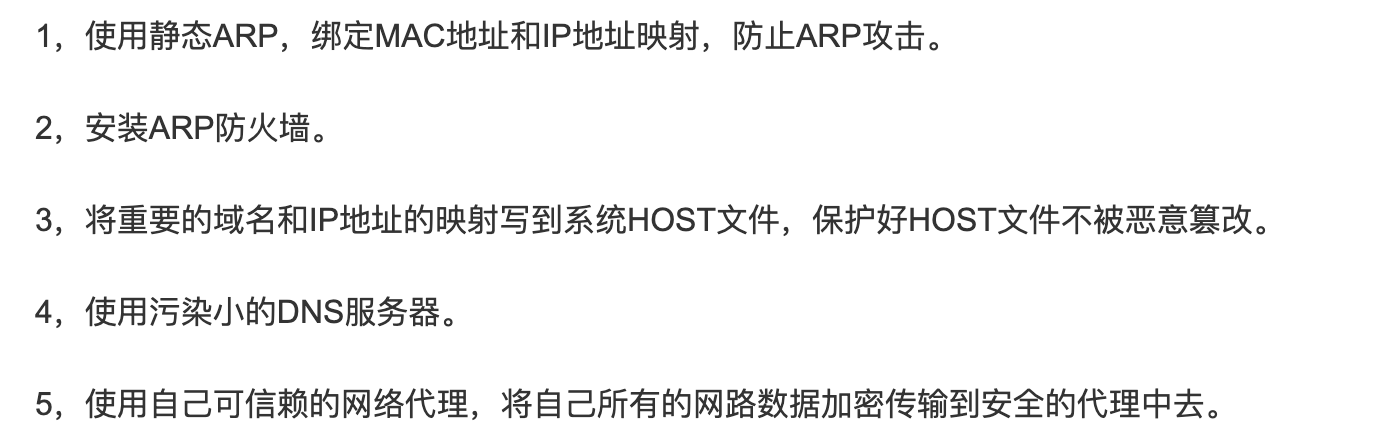 1，使用静态ARP，绑定MAC地址和IP地址映射，防止ARP攻击。
2，安装ARP防火墙。
3，将重要的域名和IP地址的映射写到系统HOST文件，保护好HOST文件不被恶意篡改。
4，使用污染小的DNS服务器。
5，使用自己可信赖的网络代理，将自己所有的网路数据加密传输到安全的代理中去。